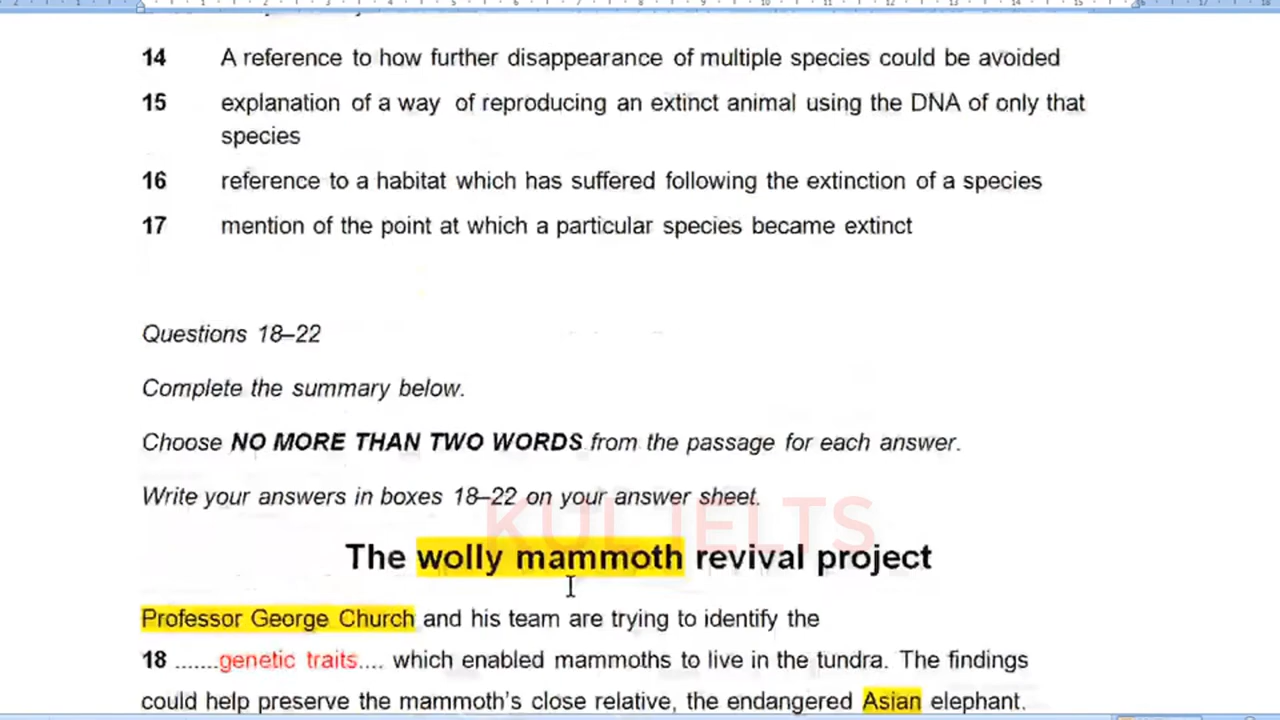 14 A reference to how further disappearance of multiple species could be avoided
15 explanation of a way of reproducing an extinct animal using the DNA of only that
species
16 reference to a habitat which has suffered following the extinction of a species
17 mention of the point at which a particular species became extinct
Questions 18–22
Complete the summary below.
Choose NO MORE THAN TWO WORDS from the passage for each answer.
Write your answers in boxes 18–22 on your answer sheet.
KUL IELTS
The wolly mammoth revival project
Professor George Church and his team are trying to identify the
18 .......genetic traits.... which enabled mammoths to live in the tundra. The findings
could help preserve the mammoth's close relative, the endangered Asian elephant.